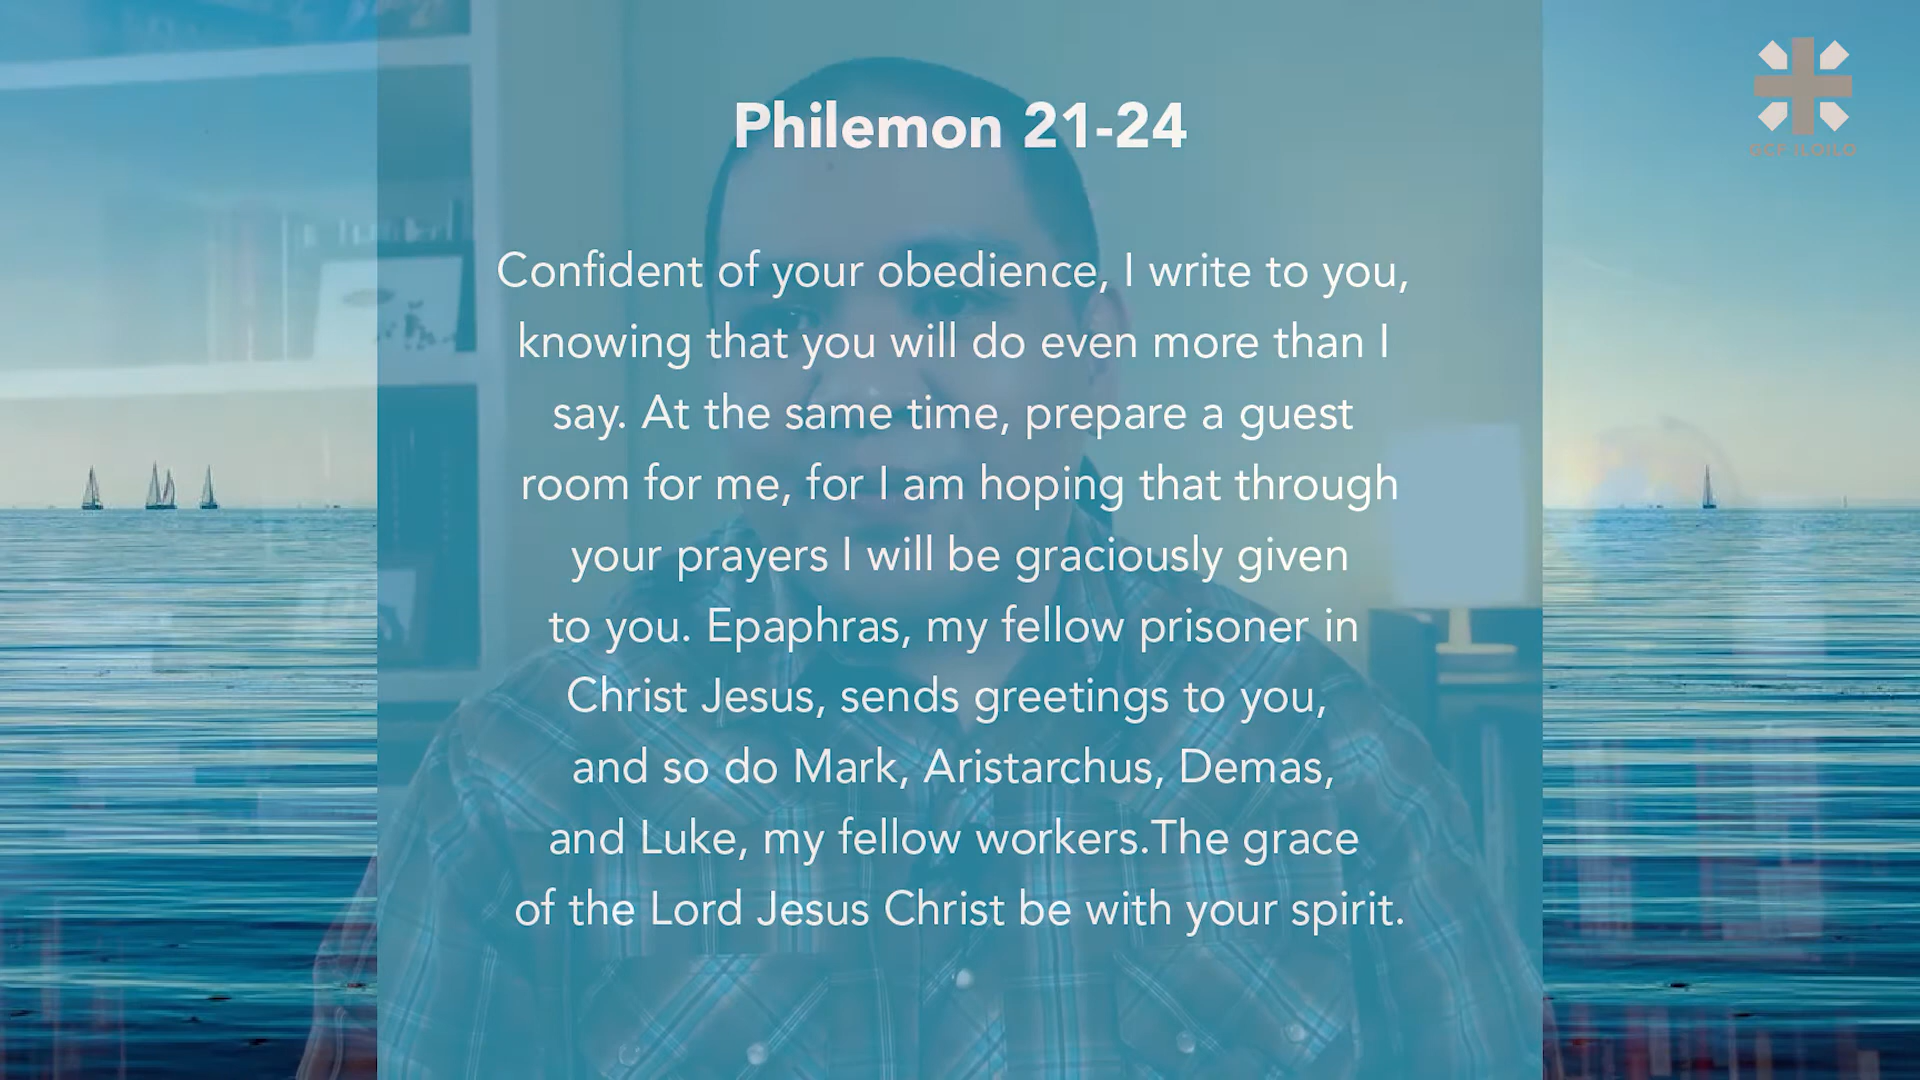 Philemon 21-24
GCF ILOILO
Confident of your obedience, I write to you,
knowing that you will do even more than I
say. At the same time, prepare a guest
room for me, for I am hoping that through
your prayers I will be graciously given
to you. Epaphras, my fellow prisoner in
Christ Jesus, sends greetings to you,
and so do Mark, Aristarchus, Demas,
and Luke, my fellow workers.The grace
of the Lord Jesus Christ be with your spirit.